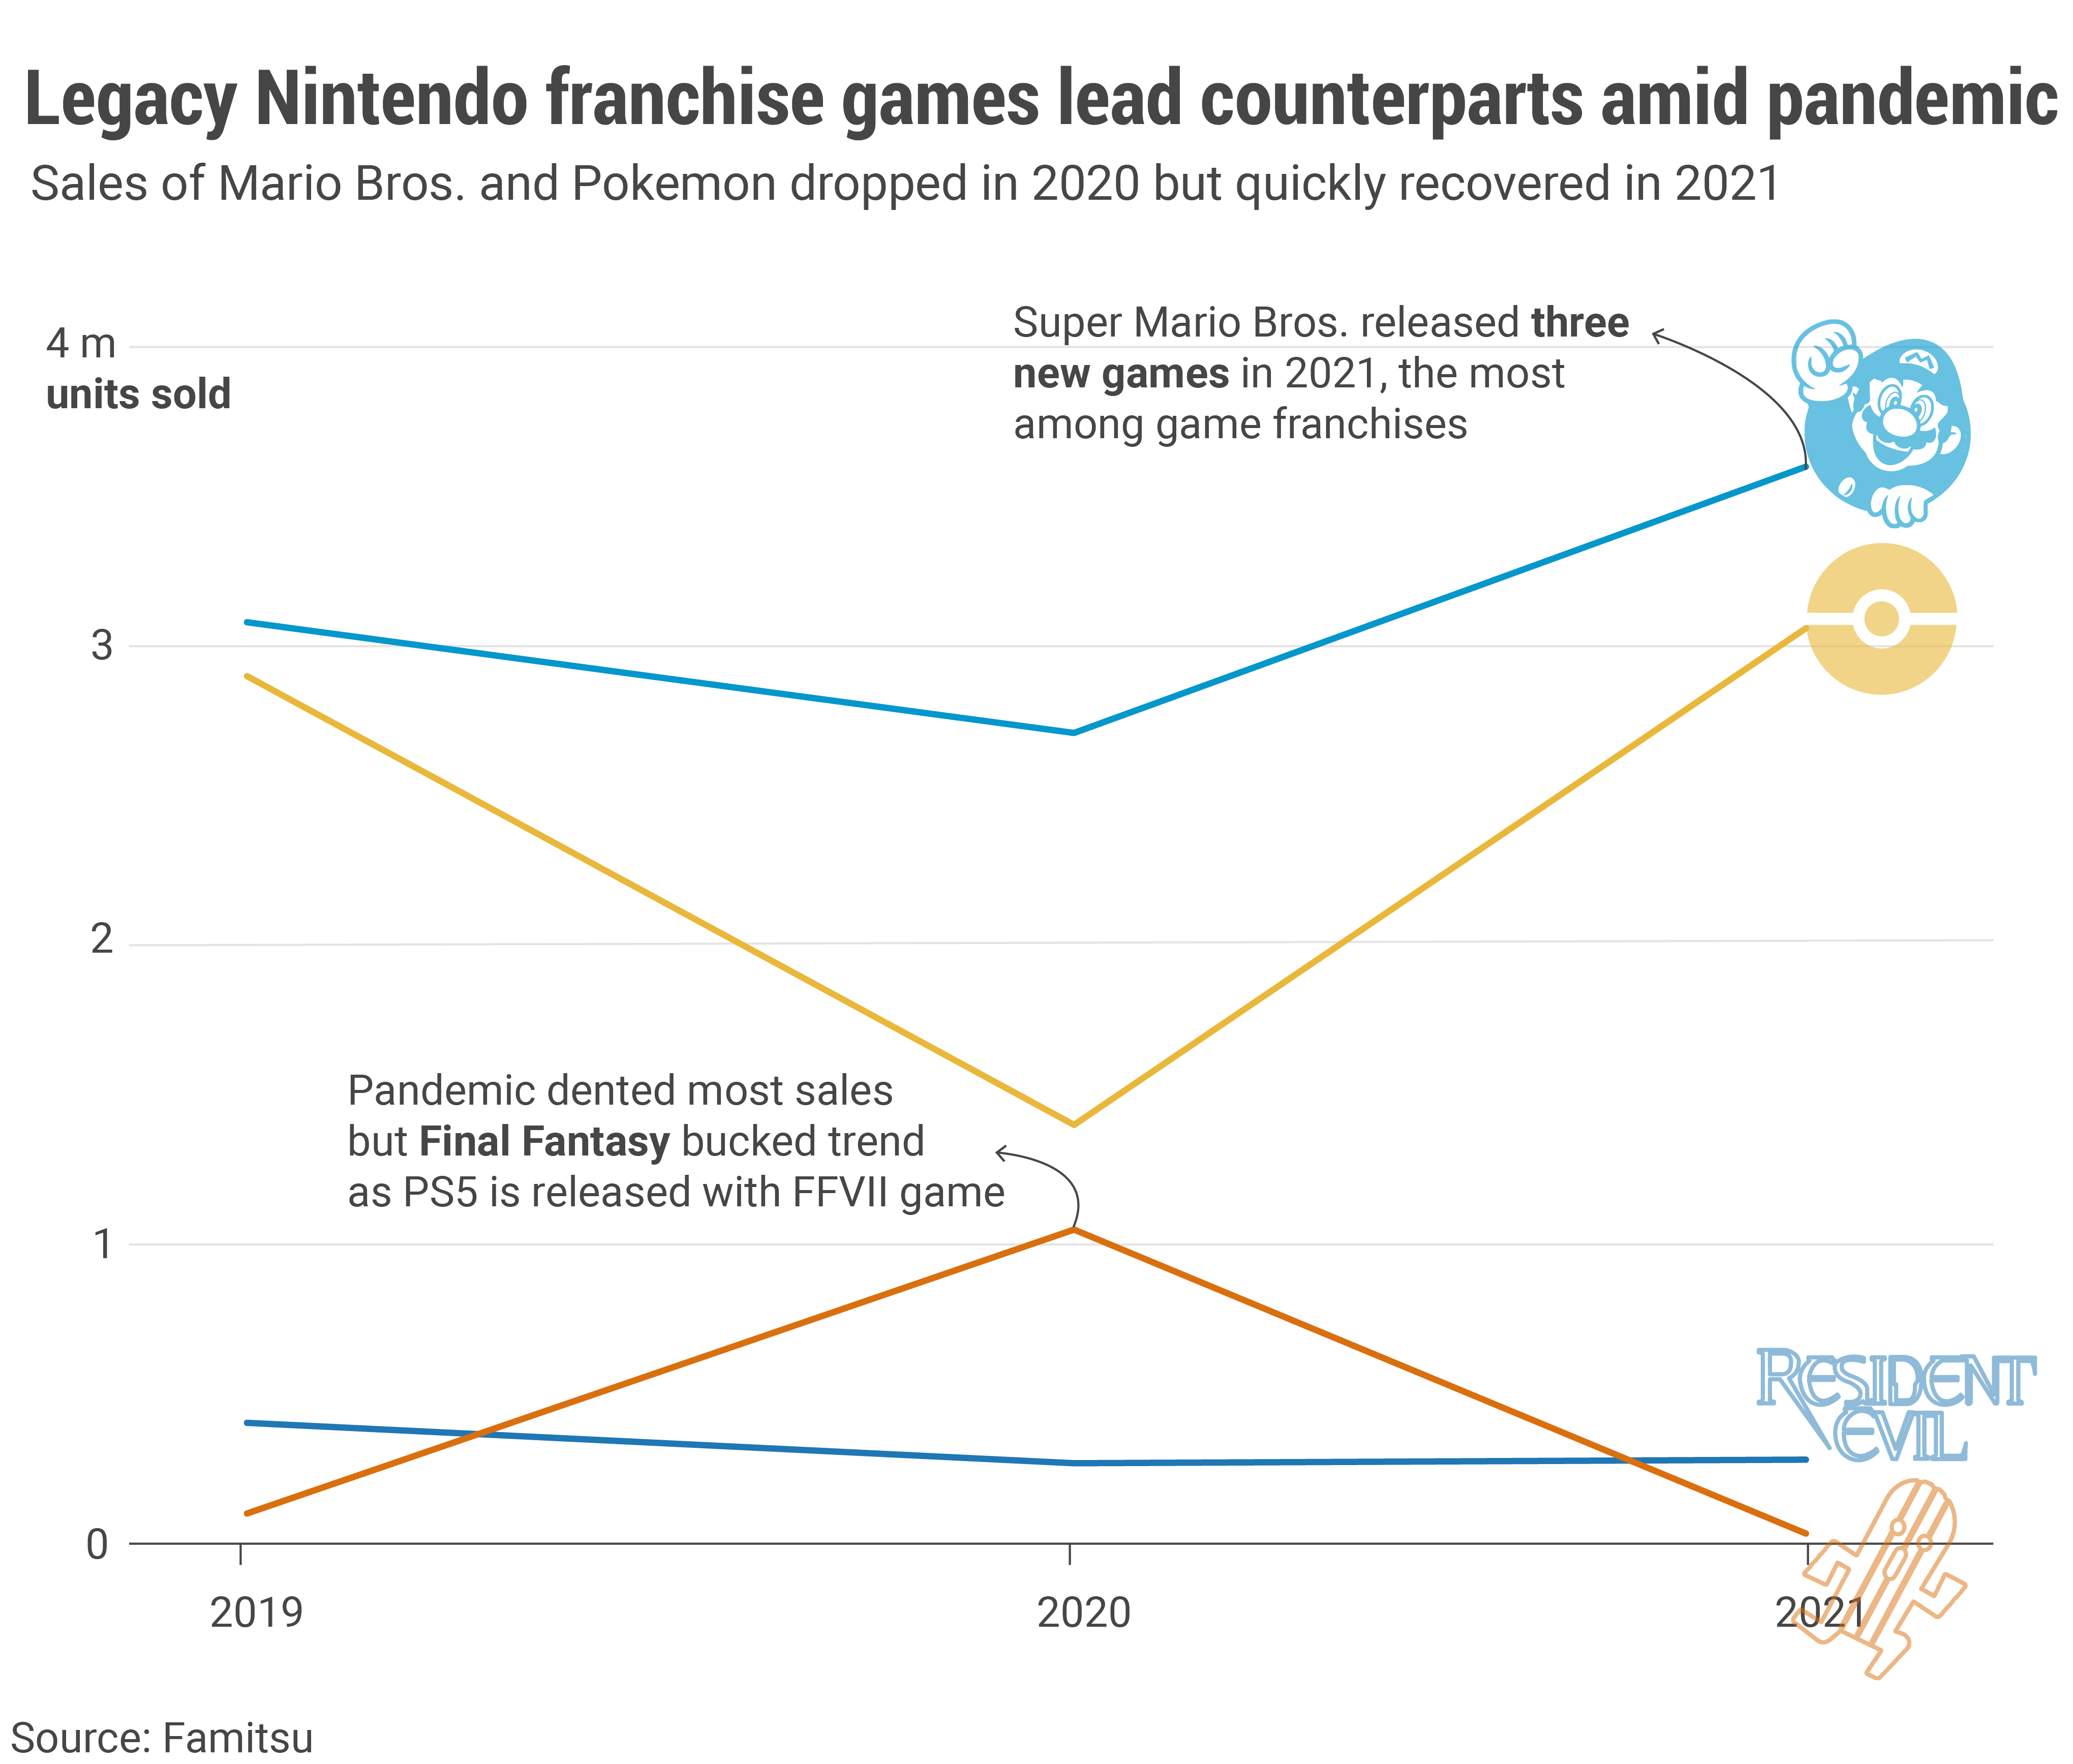 Legacy Nintendo franchise games lead counterparts amid pandemic
Sales of Mario Bros. and Pokemon dropped in 2020 but quickly recovered in 2021
4 m
units sold
Super Mario Bros. released three
new games in 2021, the most
among game franchises
3
2
Pandemic dented most sales
but Final Fantasy bucked trend
as PS5 is released with FFVII game
1
RESIDENT
EVIL
0
2019
2020
2021
Source: Famitsu